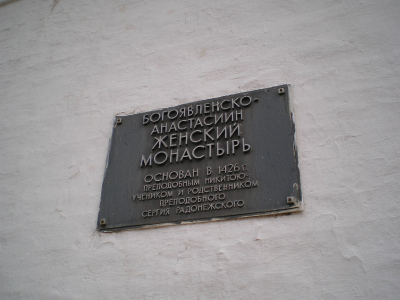 БОГОЯВЛЕНСКО-
АНАСТАСИИН
ЖЕНСКИЙ
МОНАСТЫРЬ
ОСНОВАН В 1426 г.
ПРЕПОДОБНЫМ НИКИТОЮ-
УЧЕНИКОМ И РОДСТВЕННИКОМ
ПРЕПОДОБНОГО
СЕРГИЯ РАДОНЕЖСКОГО